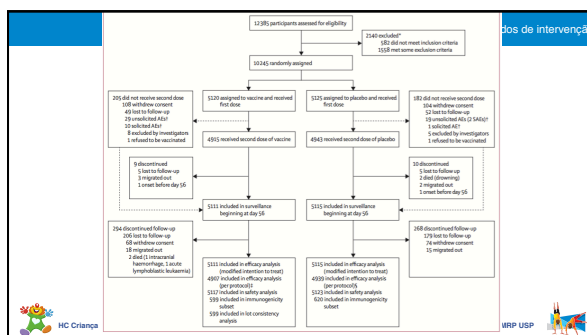 dos de intervençã
12385 participants assessed for eligibility
2140 excluded*
582 did not meet inclusion criteria
1558 met some exclusion criteria
10245 randomly assigned
205 did not receive second dose
108 withdrew consent
49 lost to follow-up
29 unsolicited AEs†
10 solicited AEs†
8 excluded by investigators
1 refused to be vaccinated
5120 assigned to vaccine and received
first dose
5125 assigned to placebo and received
first dose
182 did not receive second dose
104 withdrew consent
52 lost to follow-up
19 unsolicited AEs (2 SAEs)†
1 solicited AE†
5 excluded by investigators
1 refused to be vaccinated
4915 received second dose of vaccine
4943 received second dose of placebo
9 discontinued
5 lost to follow-up
3 migrated out
1 onset before day 56
10 discontinued
5 lost to follow-up
2 died (drowning)
2 migrated out
1 onset before day 56
5111 included in surveillance
beginning at day 56
5115 included in surveillance
beginning at day 56
294 discontinued follow-up
206 lost to follow-up
68 withdrew consent
18 migrated out
2 died (1 intracranial
haemorrhage, 1 acute
lymphoblastic leukaemia)
268 discontinued follow-up
179 lost to follow-up
74 withdrew consent
15 migrated out
5111 included in efficacy analysis
(modified intention to treat)
4907 included in efficacy analysis
(per protocol)‡
5117 included in safety analysis
599 included in immunogenicity
subset
599 included in lot consistency
analysis
5115 included in efficacy analysis
(modified intention to treat)
4939 included in efficacy analysis
(per protocol)§
5123 included in safety analysis
620 included in immunogenicity
subset
HC Criança
MRP USP